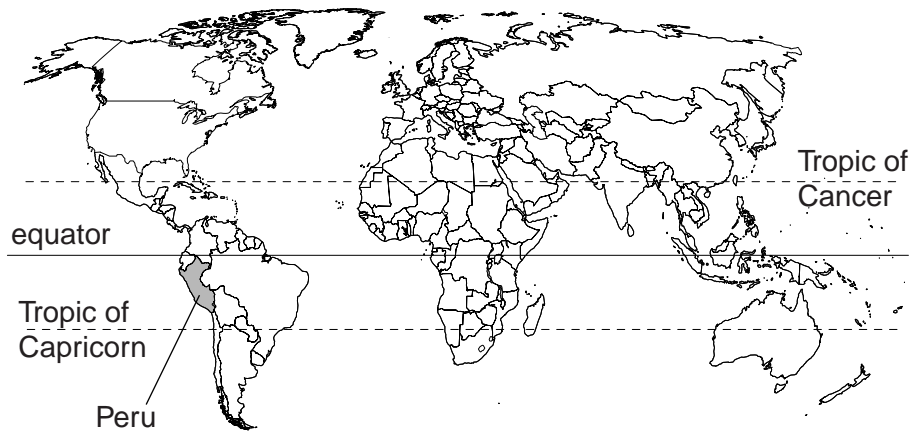 Tropic of
Cancer
equator
Tropic of
Capricorn
Peru